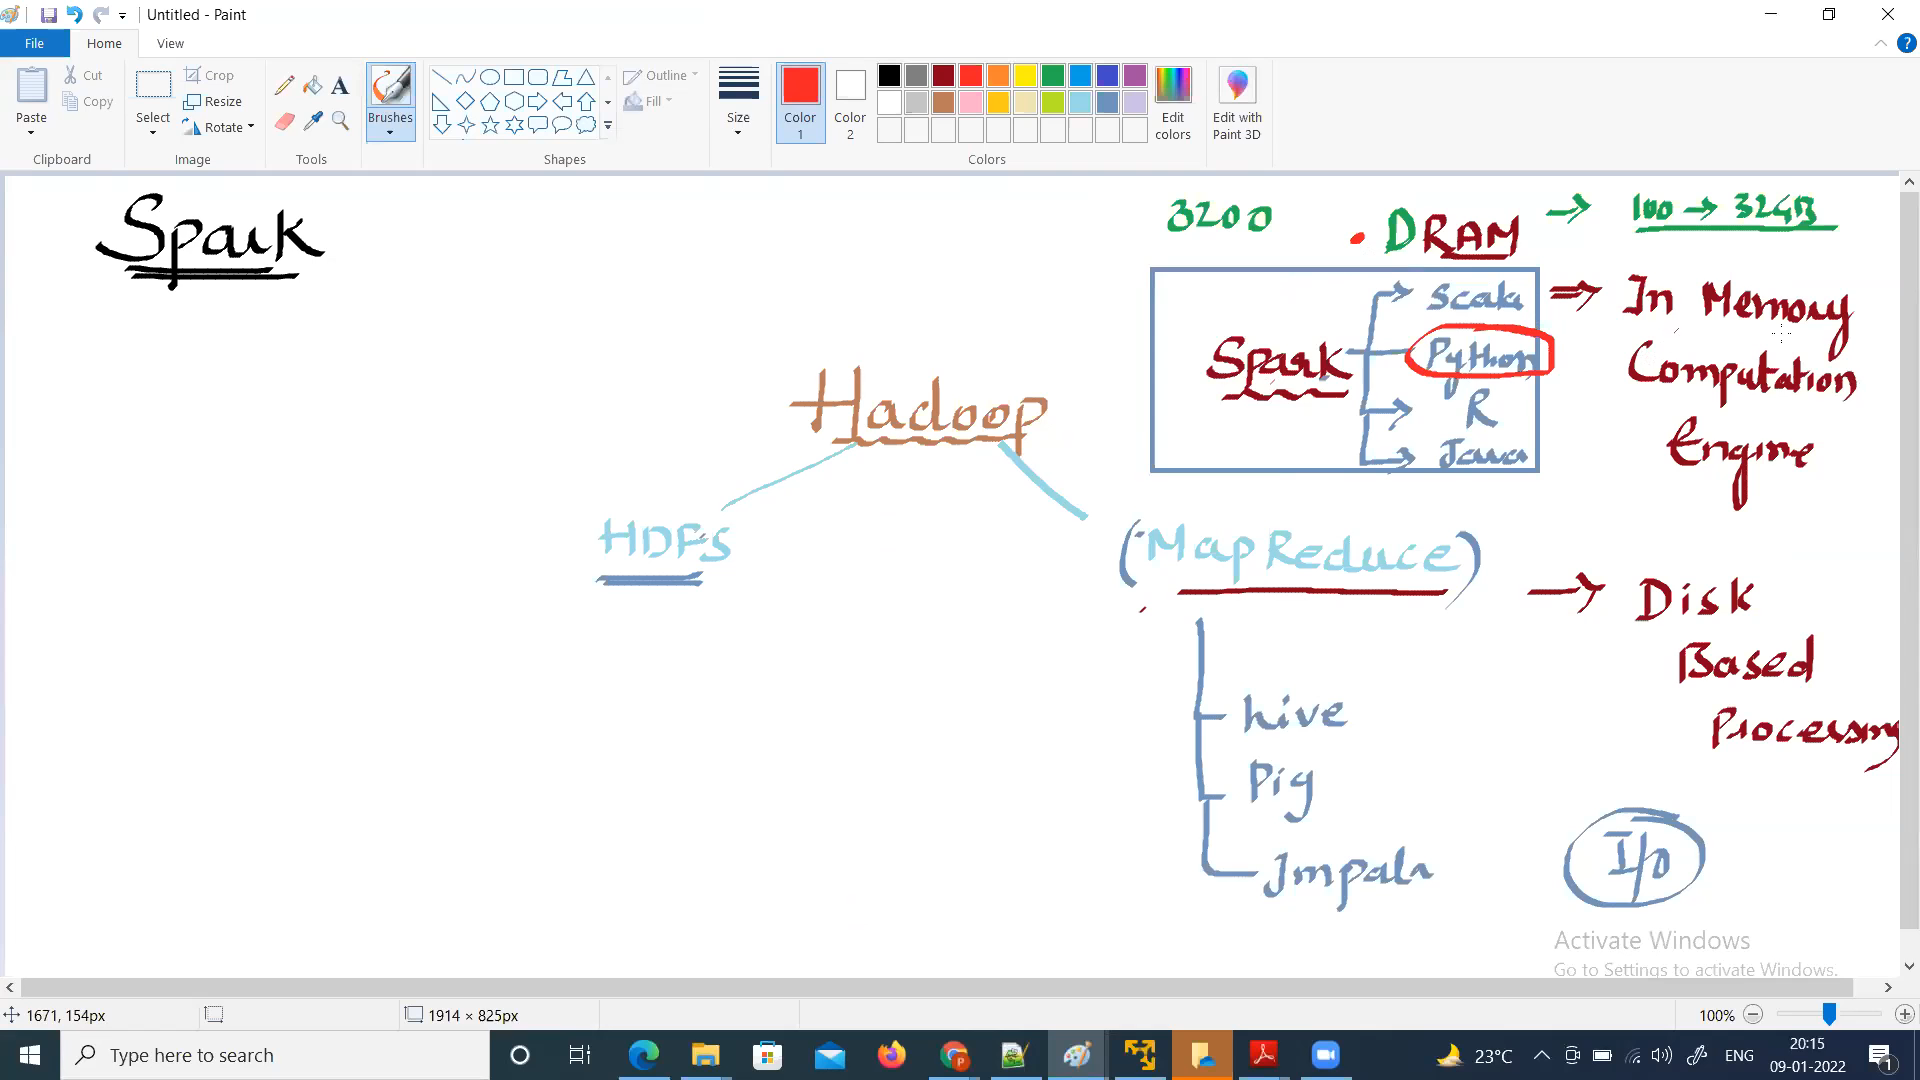 Untitled - Paint
File Home View
Paste
Cut
Copy
Clipboard
Select
Crop
Resize
Rotate
Image
Tools
Brushes
Shapes
Outline
Fill
Size
Color 1
Color 2
Colors
Edit colors
Edit with Paint 3D
Spark
3200
DRAM
100 → 32GB
Spark
Scala
Python
R
Java
In Memory
Computation
Engine
Hadoop
HDFS
(MapReduce)
Disk
Based
Processing
hive
Pig
Impala
I/O
Activate Windows
Go to Settings to activate Windows.
1671, 154px
1914 × 825px
100%
Type here to search
23°C
ENG
20:15
09-01-2022
1